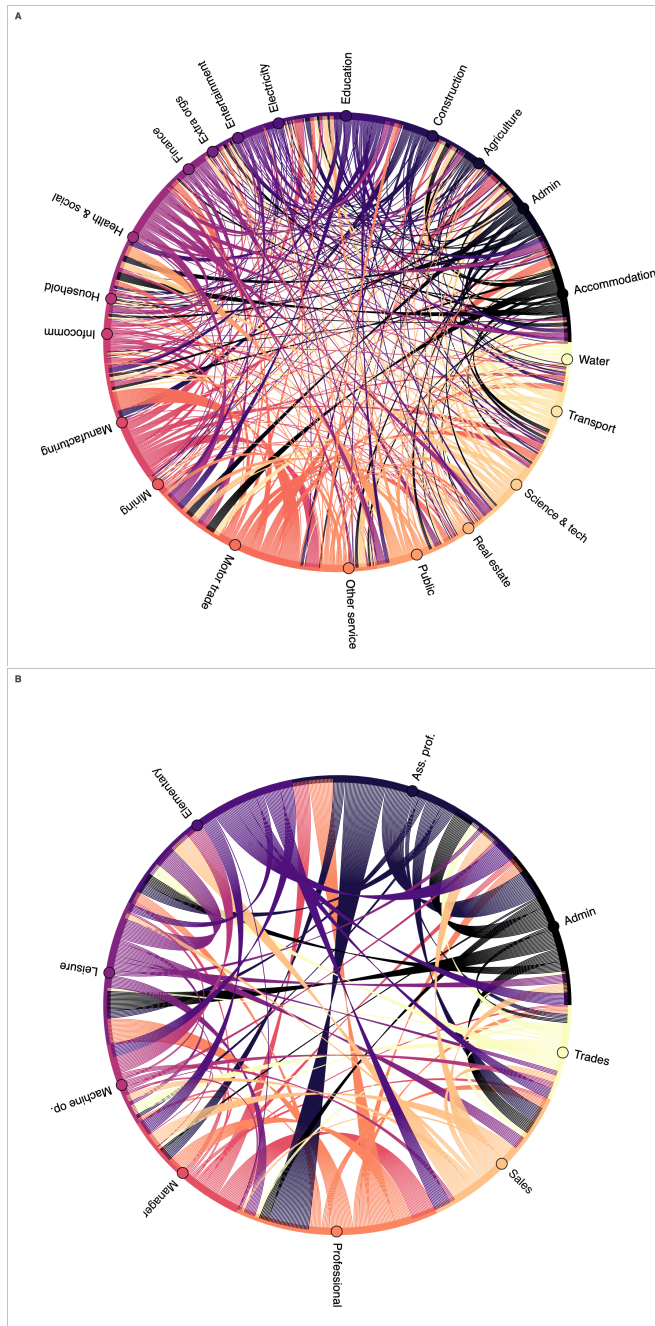 A
Education
Construction
Agriculture
Admin
Accommodation
Water
Transport
Science & tech
Real estate
Public
Other service
Motor trade
Mining
Manufacturing
Infocomm
Household
Health & social
Finance
Extra orgs
Entertainment
Electricity
B
Ass. prof.
Admin
Trades
Sales
Professional
Manager
Machine op.
Leisure
Elementary